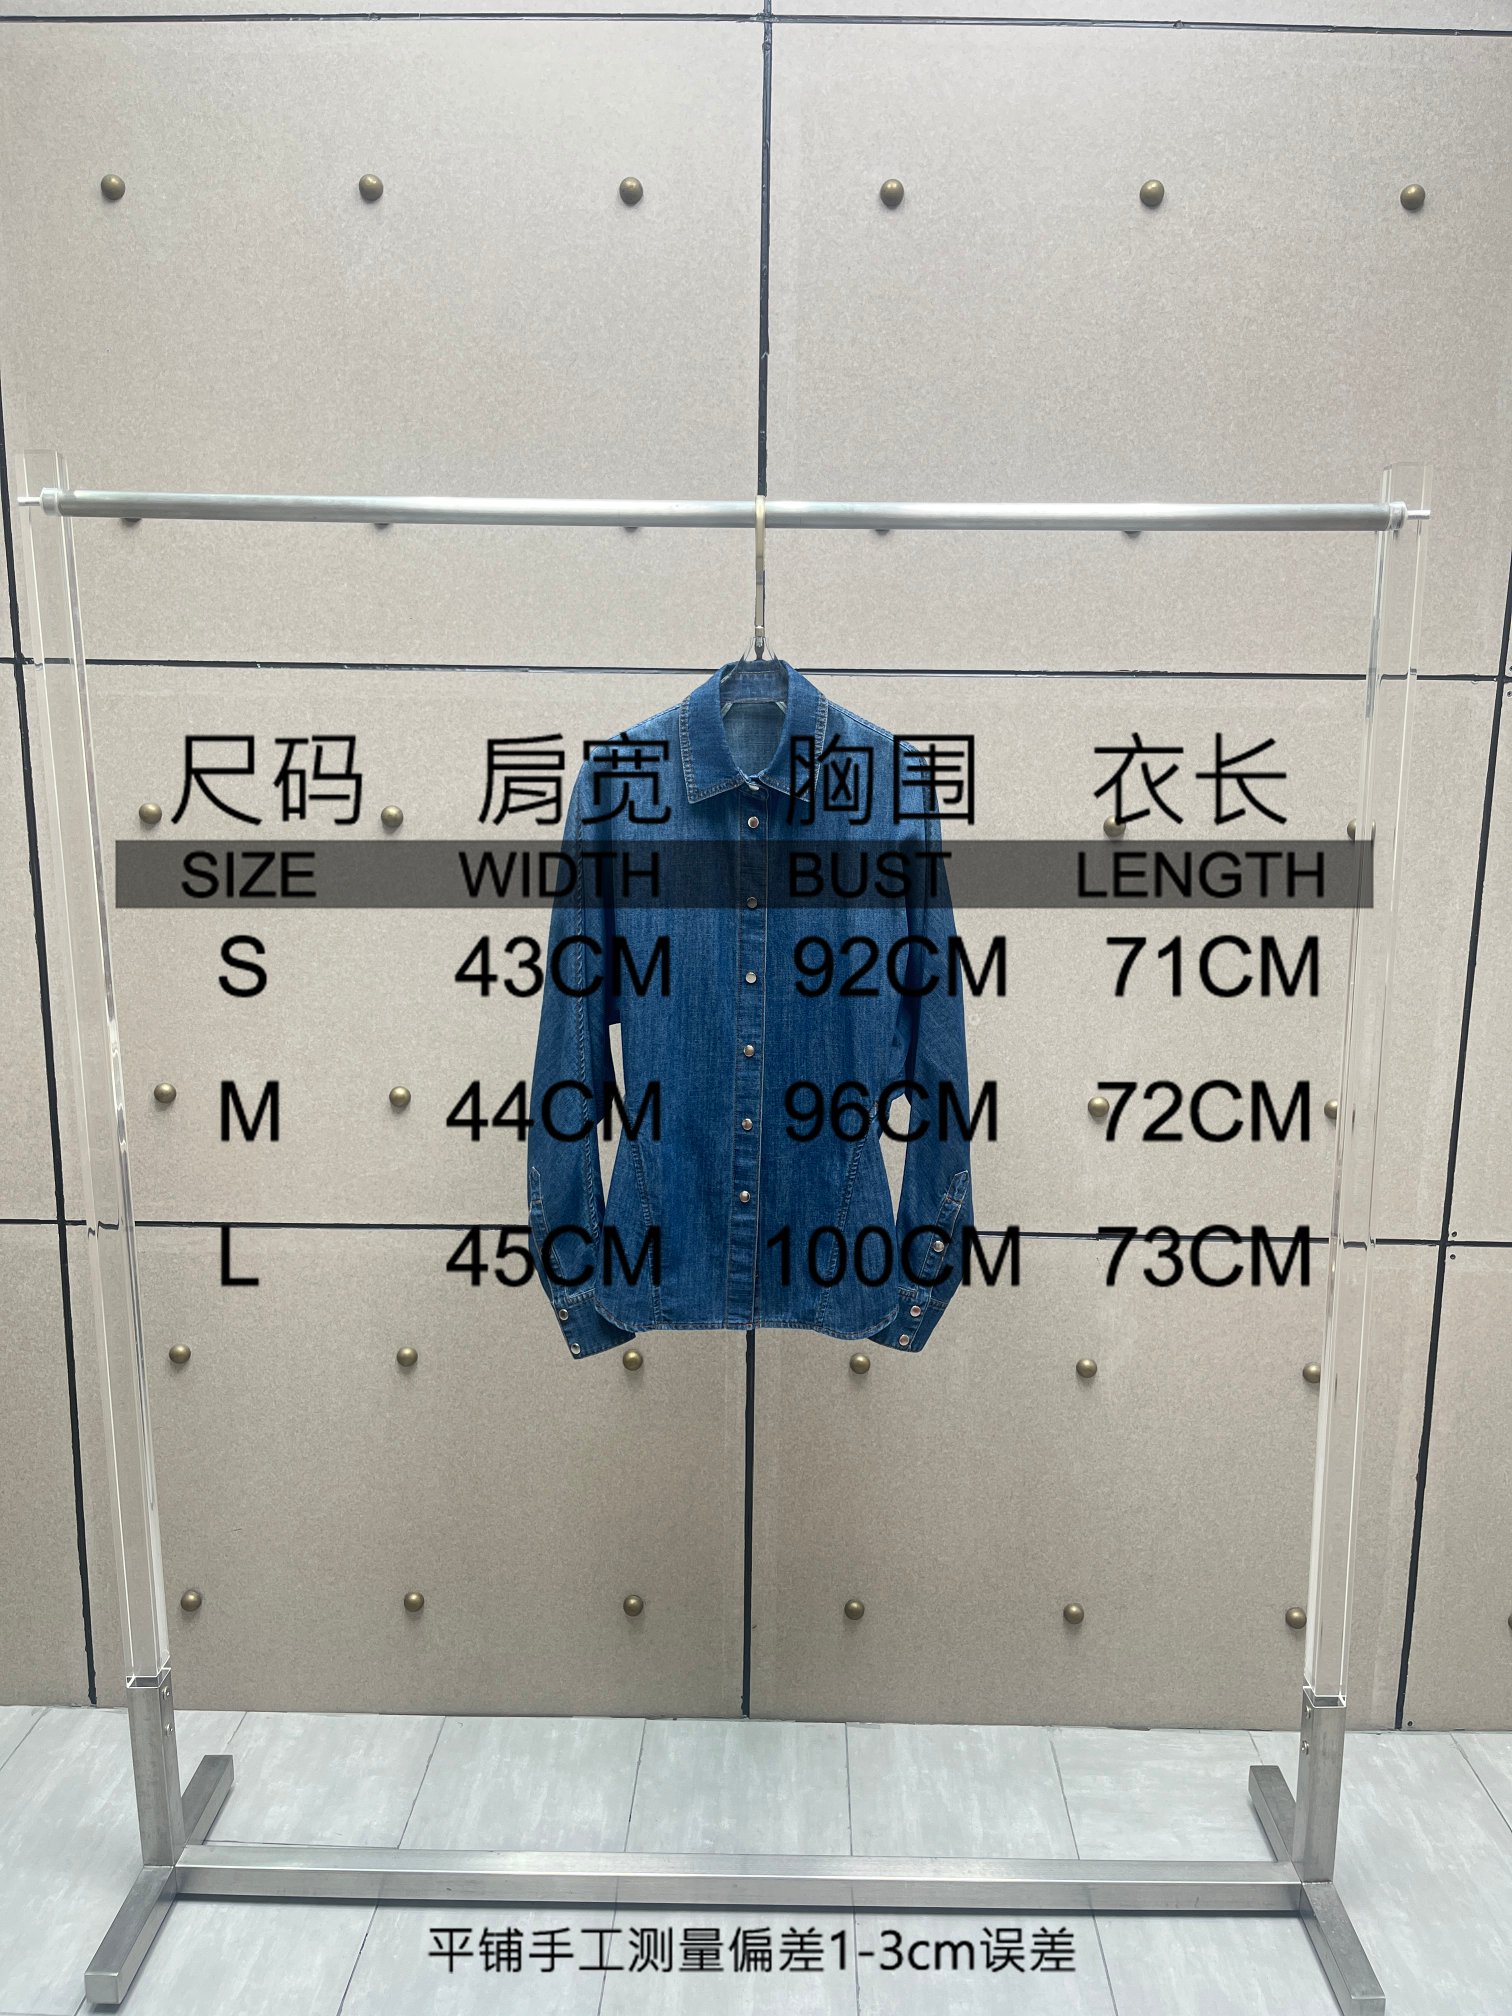 尺码 肩宽 胸围 衣长
SIZE WIDTH BUST LENGTH
S 43CM 92CM 71CM
M 44CM 96CM 72CM
L 45CM 100CM 73CM
平铺手工测量偏差1-3cm误差